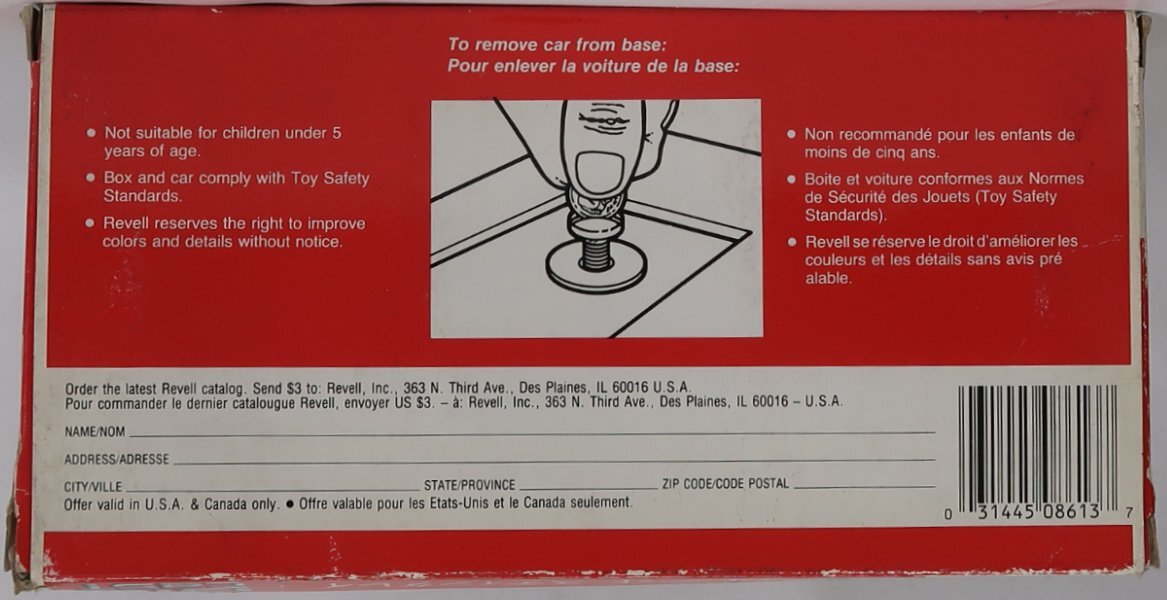 To remove car from base:
Pour enlever la voiture de la base:
● Not suitable for children under 5
years of age.
● Box and car comply with Toy Safety
Standards.
● Revell reserves the right to improve
colors and details without notice.
● Non recommandé pour les enfants de
moins de cinq ans.
● Boite et voiture conformes aux Normes
de Sécurité des Jouets (Toy Safety
Standards).
● Revell se réserve le droit d'améliorer les
couleurs et les détails sans avis pré
alable.
Order the latest Revell catalog. Send $3 to: Revell, Inc., 363 N. Third Ave., Des Plaines, IL 60016 U.S.A.
Pour commander le dernier catalougue Revell, envoyer US $3. – à: Revell, Inc., 363 N. Third Ave., Des Plaines, IL 60016 – U.S.A.
NAME/NOM
ADDRESS/ADRESSE
CITY/VILLE STATE/PROVINCE ZIP CODE/CODE POSTAL
Offer valid in U.S.A. & Canada only. ● Offre valable pour les Etats-Unis et le Canada seulement.
0 31445 08613 7